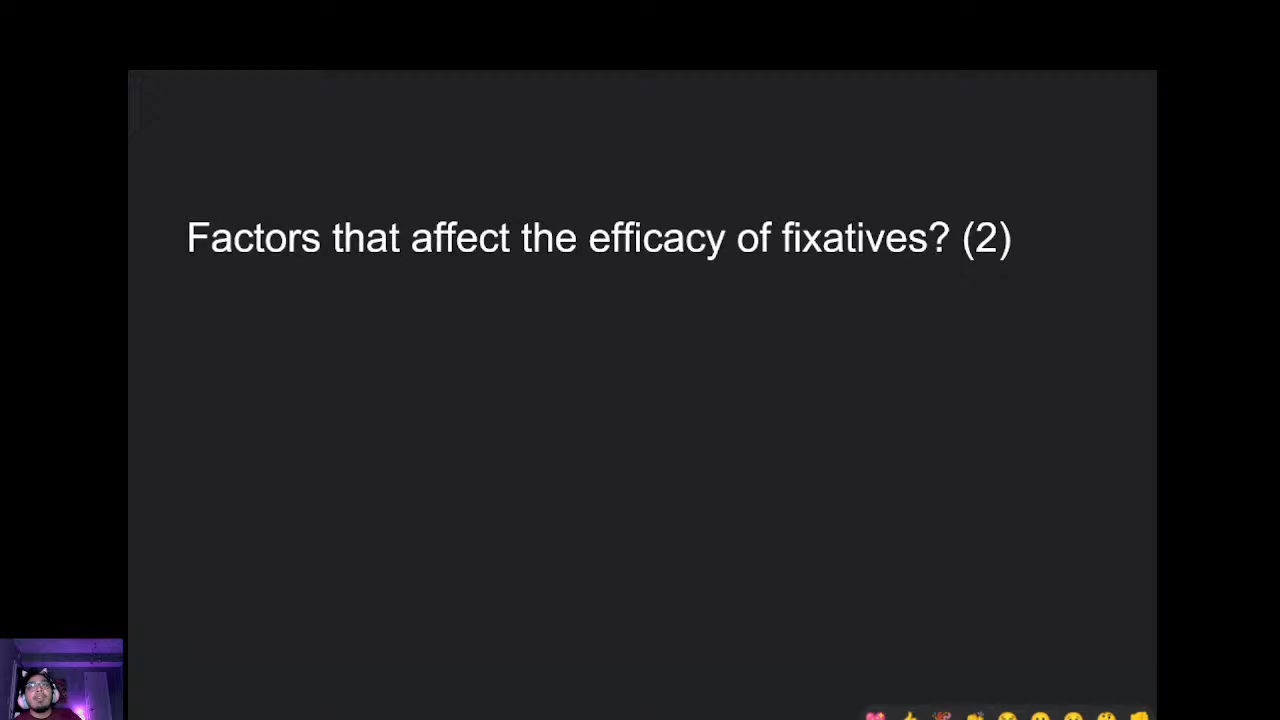 Factors that affect the efficacy of fixatives? (2)